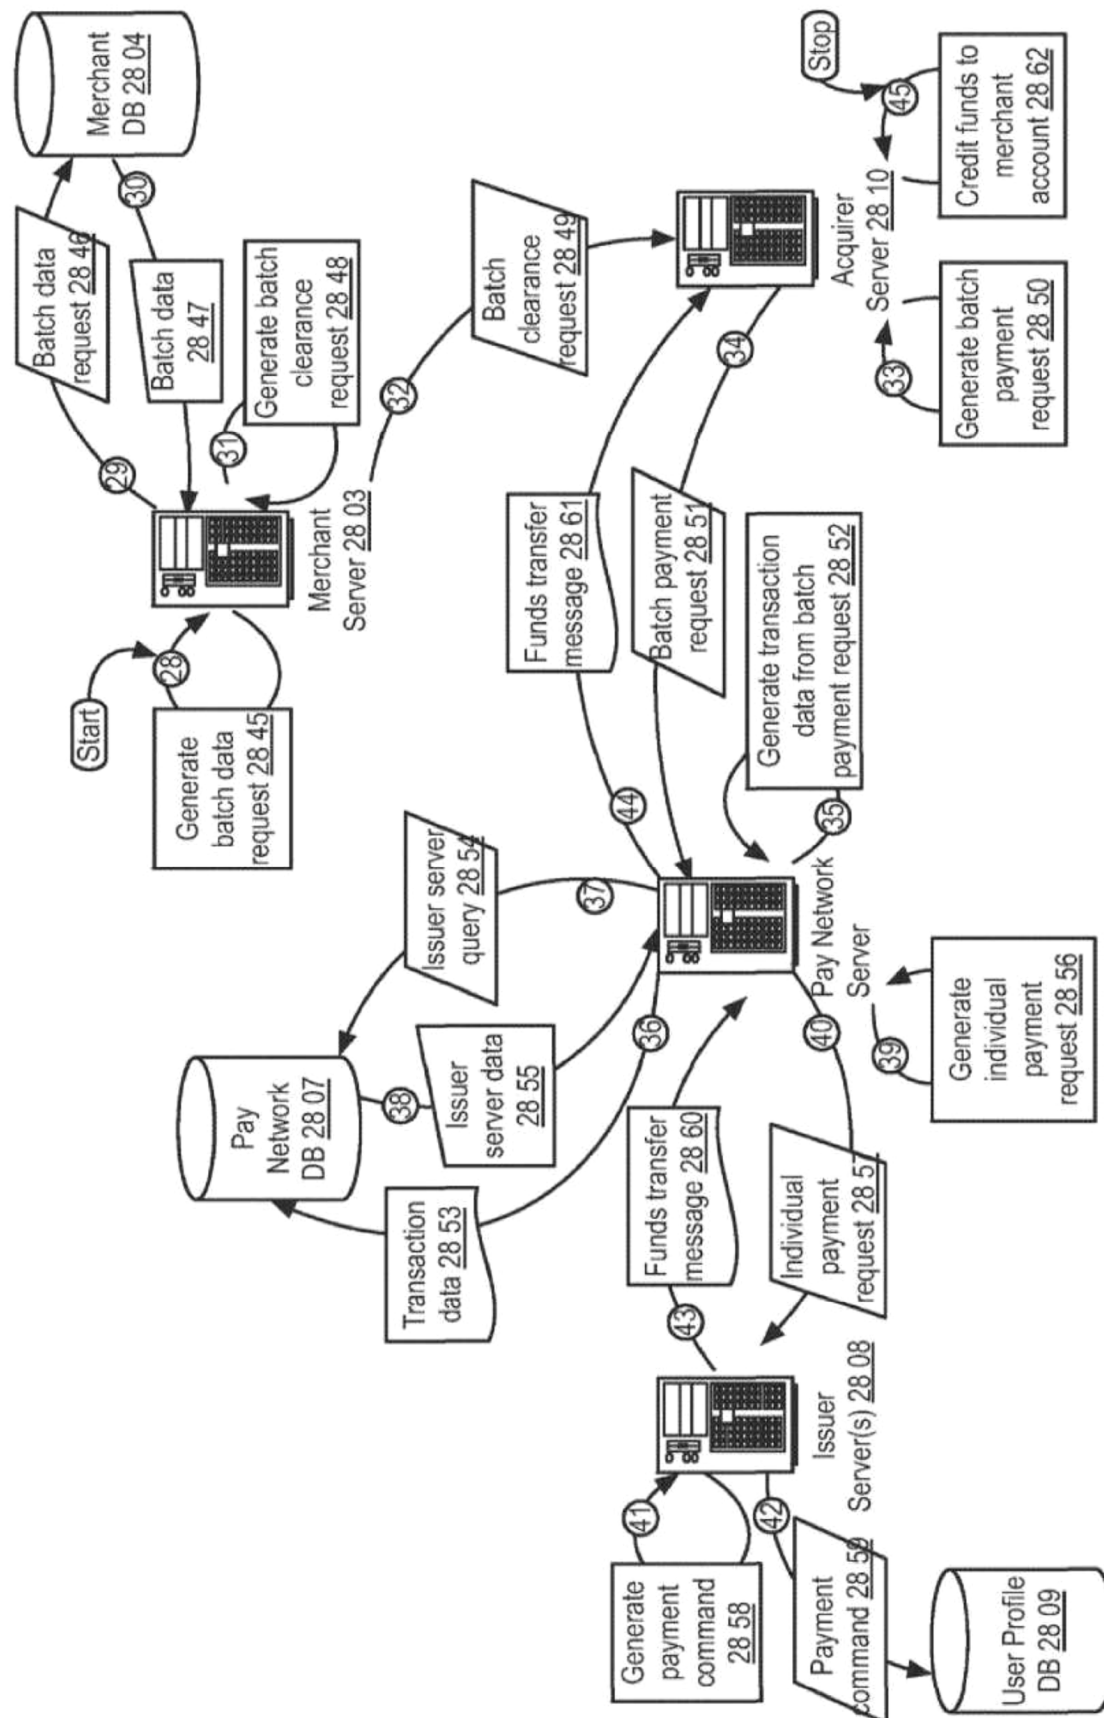 Start
28
Generate
batch data
request 28 45
29
Batch data
request 28 46
Merchant
DB 28 04
30
Batch data
28 47
31
Generate batch
clearance
request 28 48
Merchant
Server 28 03
32
Batch
clearance
request 28 49
Acquirer
Server 28 10
33
Generate batch
payment
request 28 50
34
Batch payment
request 28 51
35
Generate transaction
data from batch
payment request 28 52
Pay Network
Server
36
Transaction
data 28 53
Pay
Network
DB 28 07
37
Issuer server
query 28 54
38
Issuer
server data
28 55
39
Generate
individual
payment
request 28 56
40
Individual
payment
request 28 5
Issuer
Server(s) 28 08
41
Generate
payment
command
28 58
42
Payment
command 28 59
User Profile
DB 28 09
43
Funds transfer
message 28 60
44
Funds transfer
message 28 61
45
Credit funds to
merchant
account 28 62
Stop